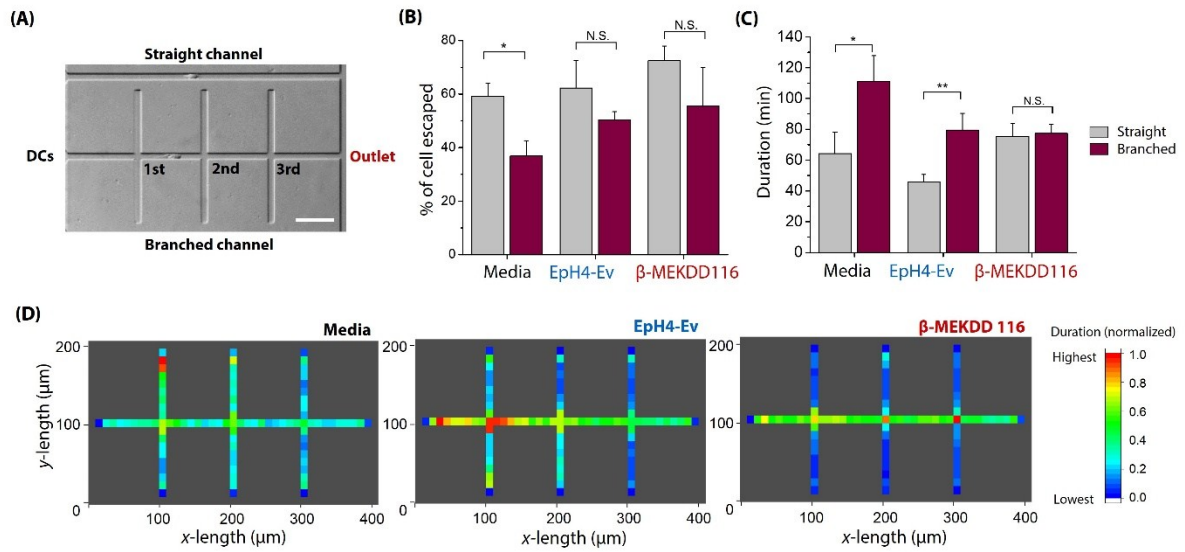 (A)
Straight channel
DCs
1st
2nd
3rd
Outlet
Branched channel
(B)
% of cell escaped
80
60
40
20
0
*
N.S.
N.S.
Media
EpH4-Ev
β-MEKDD116
(C)
Duration (min)
140
120
100
80
60
40
20
0
*
**
N.S.
Media
EpH4-Ev
β-MEKDD116
Straight
Branched
(D)
Media
y-length (μm)
200
100
0
100
200
300
400
x-length (μm)
EpH4-Ev
200
100
0
100
200
300
400
x-length (μm)
β-MEKDD 116
200
100
0
100
200
300
400
x-length (μm)
Duration (normalized)
Highest
Lowest
1.0
0.8
0.6
0.4
0.2
0.0